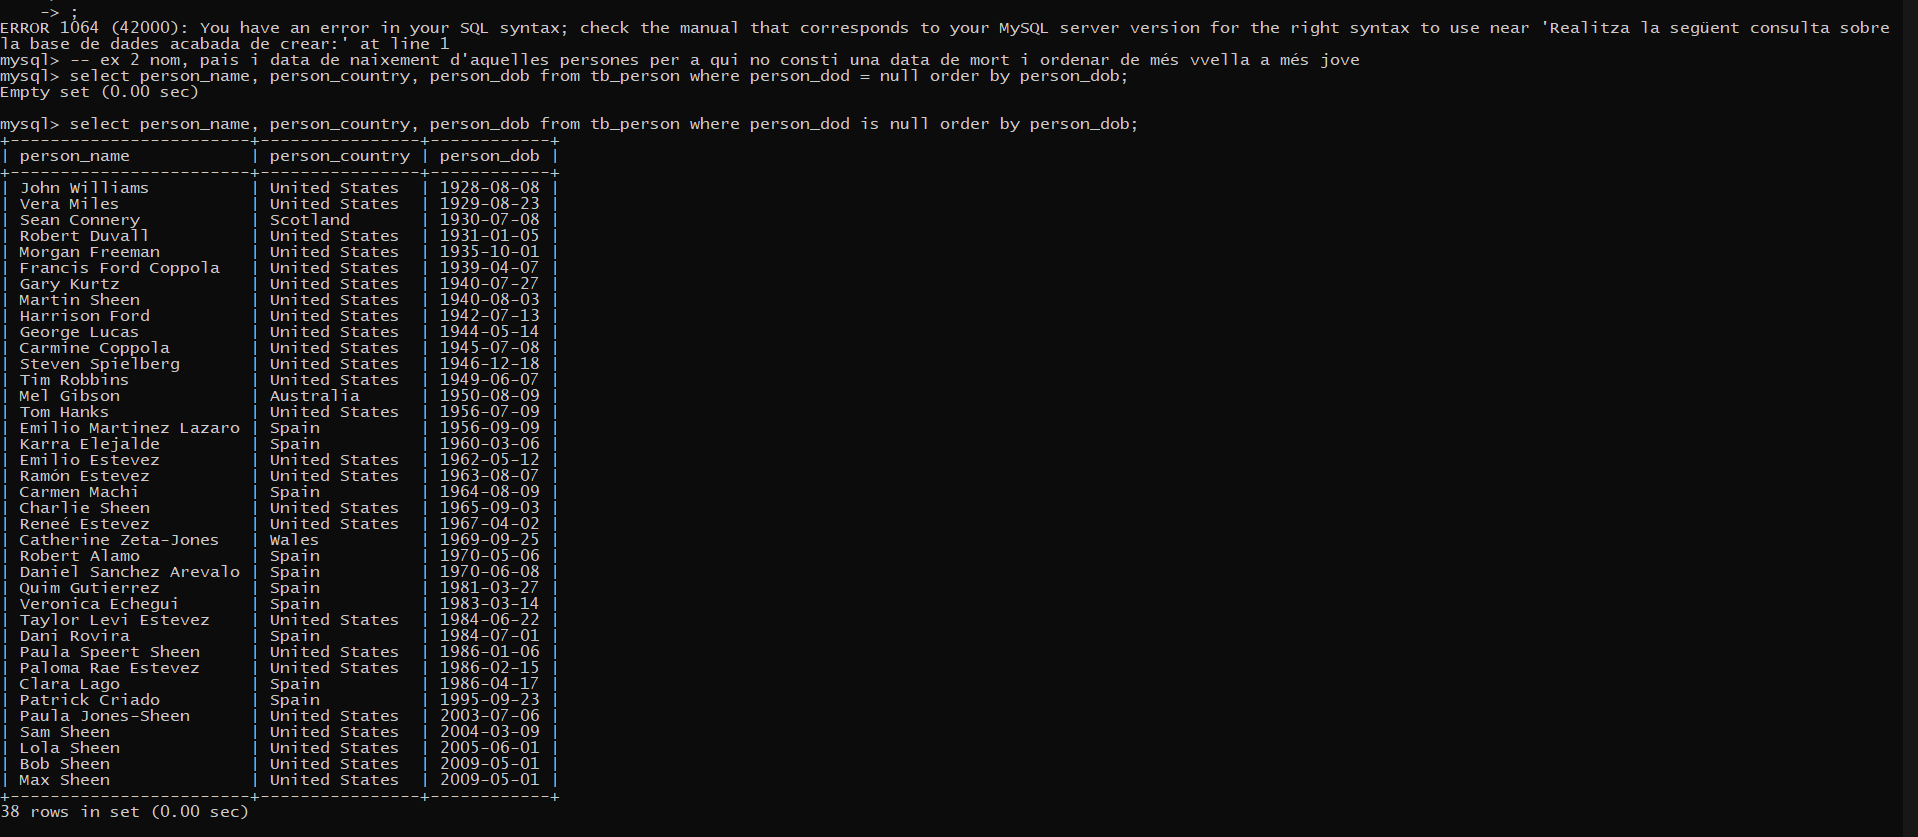 -> ;
ERROR 1064 (42000): You have an error in your SQL syntax; check the manual that corresponds to your MySQL server version for the right syntax to use near 'Realitza la següent consulta sobre
la base de dades acabada de crear:' at line 1
mysql> -- ex 2 nom, pais i data de naixement d'aquelles persones per a qui no consti una data de mort i ordenar de més vvella a més jove
mysql> select person_name, person_country, person_dob from tb_person where person_dod = null order by person_dob;
Empty set (0.00 sec)

mysql> select person_name, person_country, person_dob from tb_person where person_dod is null order by person_dob;
+------------------------+----------------+------------+
| person_name            | person_country | person_dob |
+------------------------+----------------+------------+
| John Williams          | United States  | 1928-08-08 |
| Vera Miles             | United States  | 1929-08-23 |
| Sean Connery           | Scotland       | 1930-07-08 |
| Robert Duvall          | United States  | 1931-01-05 |
| Morgan Freeman         | United States  | 1935-10-01 |
| Francis Ford Coppola   | United States  | 1939-04-07 |
| Gary Kurtz             | United States  | 1940-07-27 |
| Martin Sheen           | United States  | 1940-08-03 |
| Harrison Ford          | United States  | 1942-07-13 |
| George Lucas           | United States  | 1944-05-14 |
| Carmine Coppola        | United States  | 1945-07-08 |
| Steven Spielberg       | United States  | 1946-12-18 |
| Tim Robbins            | United States  | 1949-06-07 |
| Mel Gibson             | Australia      | 1950-08-09 |
| Tom Hanks              | United States  | 1956-07-09 |
| Emilio Martinez Lazaro | Spain          | 1956-09-09 |
| Karra Elejalde         | Spain          | 1960-03-06 |
| Emilio Estevez         | United States  | 1962-05-12 |
| Ramón Estevez          | United States  | 1963-08-07 |
| Carmen Machi           | Spain          | 1964-08-09 |
| Charlie Sheen          | United States  | 1965-09-03 |
| Reneé Estevez          | United States  | 1967-04-02 |
| Catherine Zeta-Jones   | Wales          | 1969-09-25 |
| Robert Alamo           | Spain          | 1970-05-06 |
| Daniel Sanchez Arevalo | Spain          | 1970-06-08 |
| Quim Gutierrez         | Spain          | 1981-03-27 |
| Veronica Echegui       | Spain          | 1983-03-14 |
| Taylor Levi Estevez    | United States  | 1984-06-22 |
| Dani Rovira            | Spain          | 1984-07-01 |
| Paula Speert Sheen     | United States  | 1986-01-06 |
| Paloma Rae Estevez     | United States  | 1986-02-15 |
| Clara Lago             | Spain          | 1986-04-17 |
| Patrick Criado         | Spain          | 1995-09-23 |
| Paula Jones-Sheen      | United States  | 2003-07-06 |
| Sam Sheen              | United States  | 2004-03-09 |
| Lola Sheen             | United States  | 2005-06-01 |
| Bob Sheen              | United States  | 2009-05-01 |
| Max Sheen              | United States  | 2009-05-01 |
+------------------------+----------------+------------+
38 rows in set (0.00 sec)